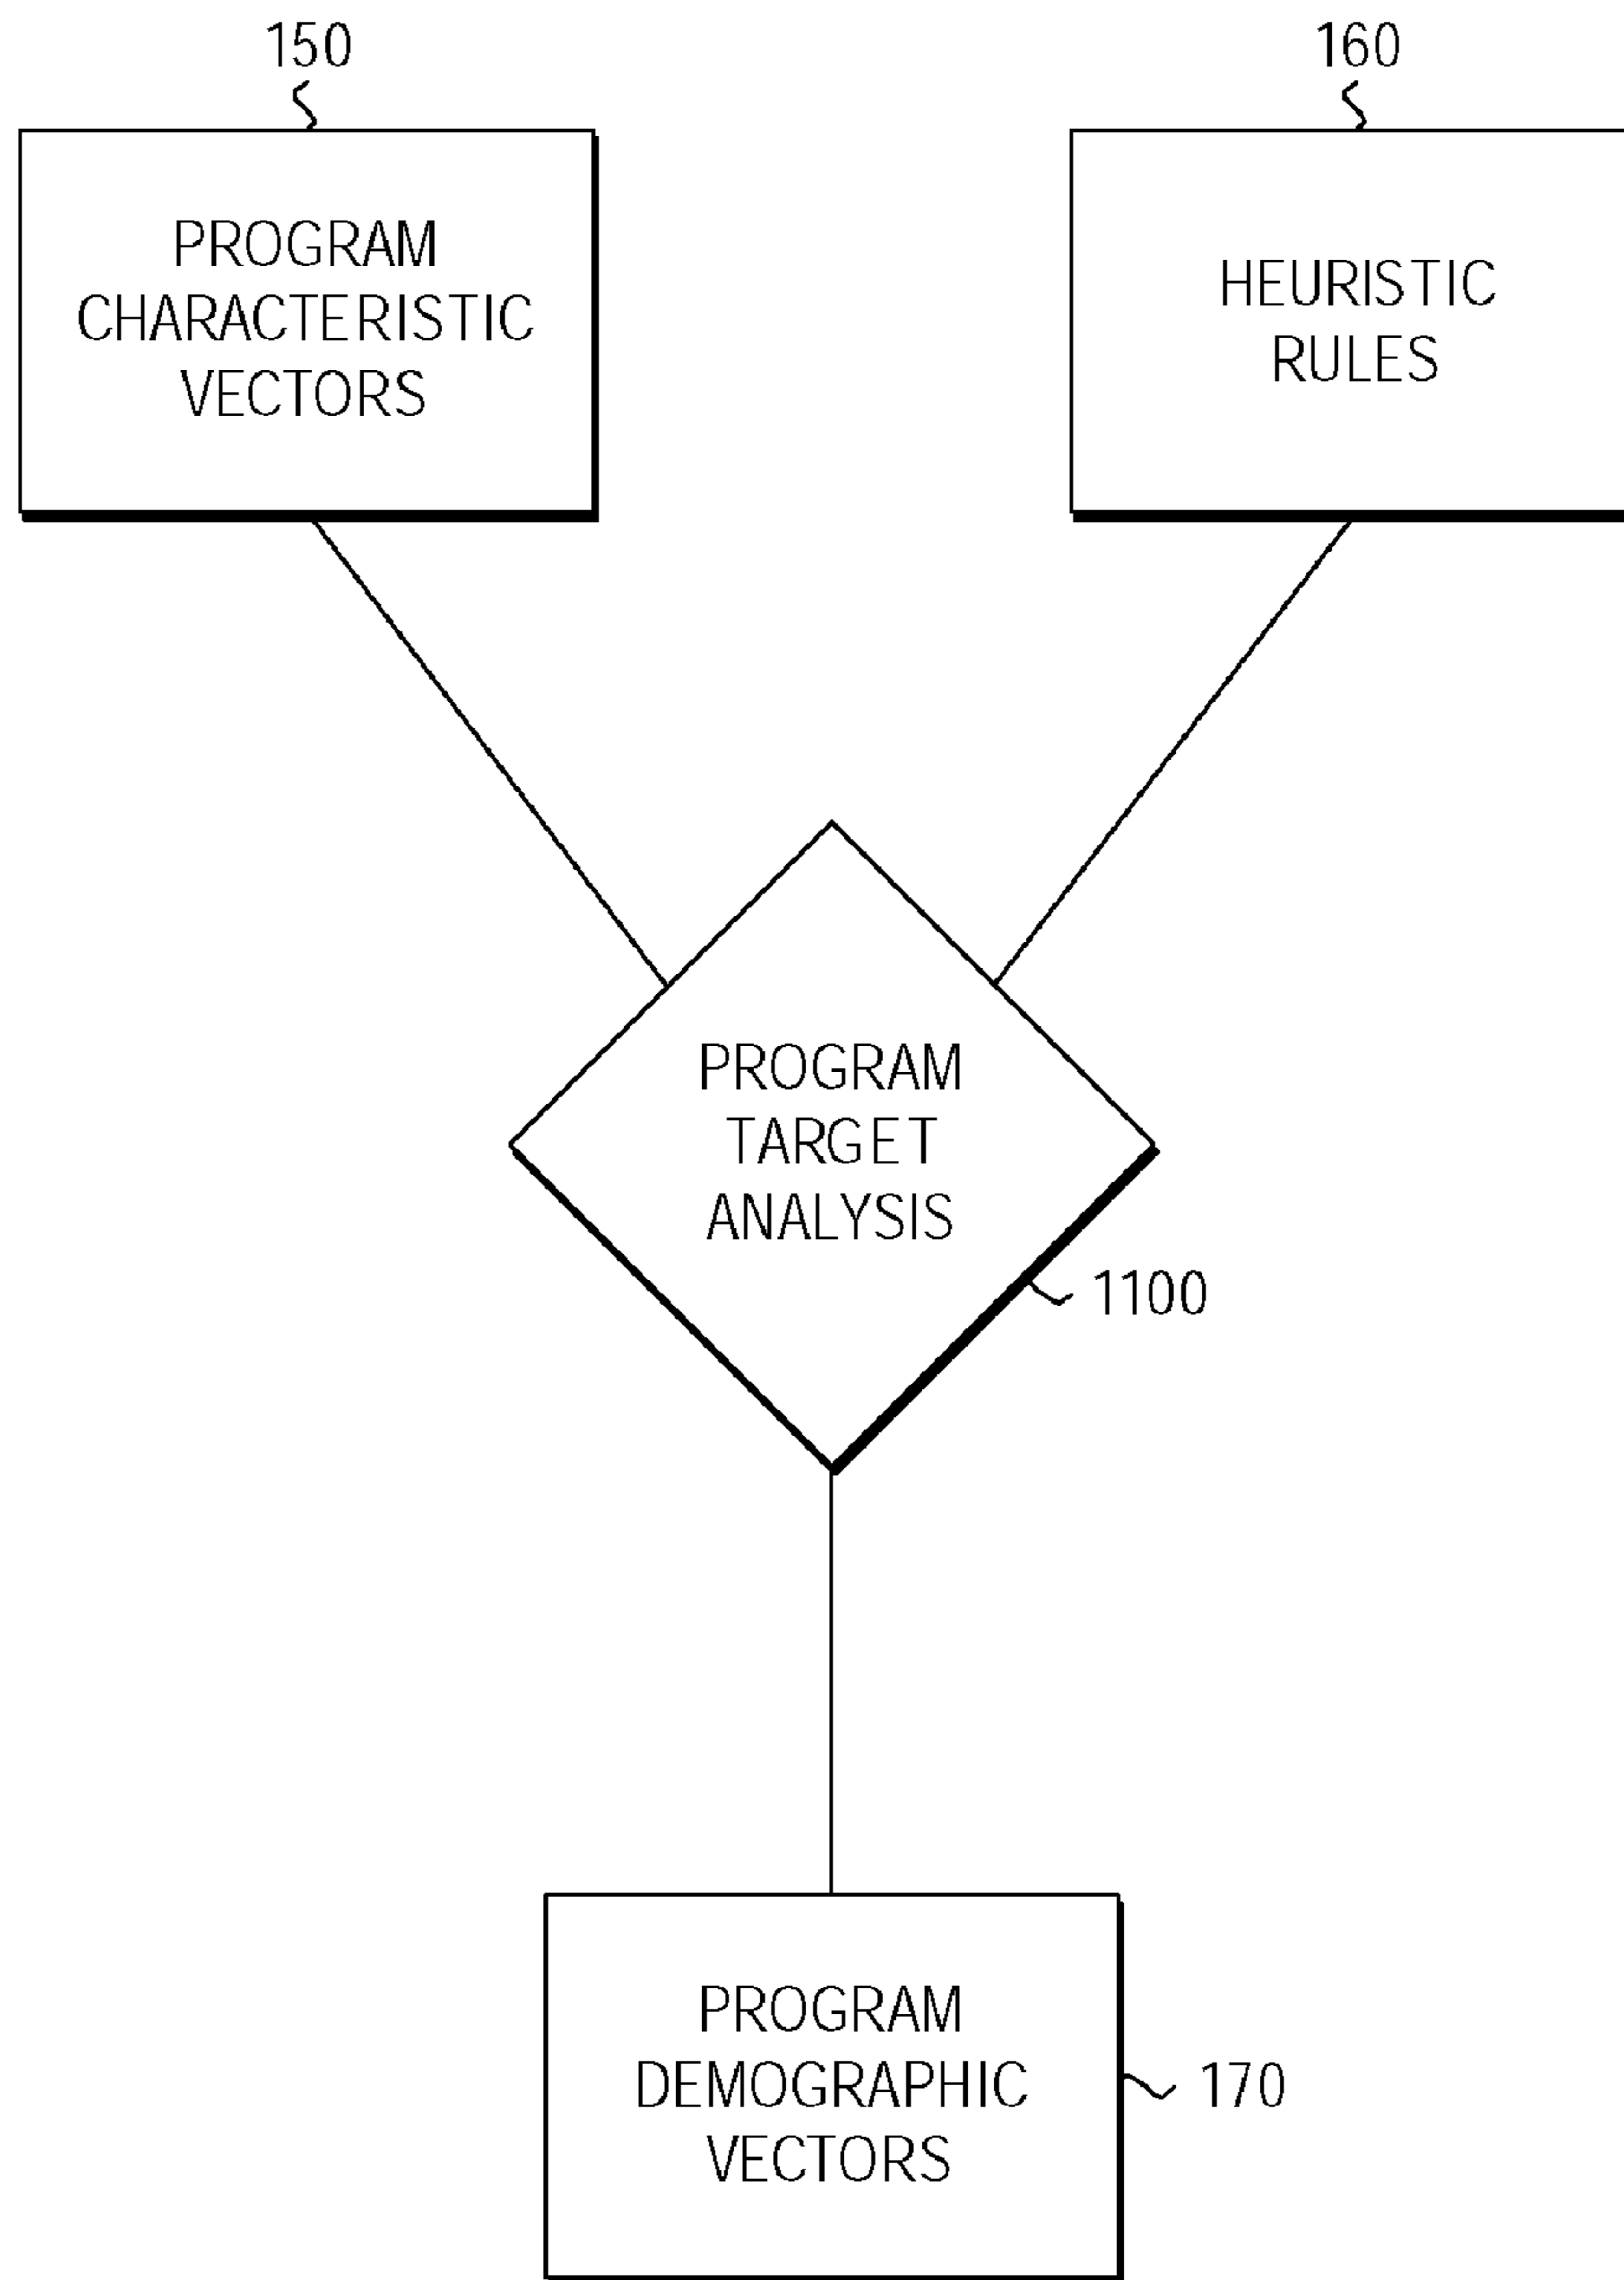 150
160
PROGRAM
CHARACTERISTIC
VECTORS
HEURISTIC
RULES
PROGRAM
TARGET
ANALYSIS
1100
PROGRAM
DEMOGRAPHIC
VECTORS
170